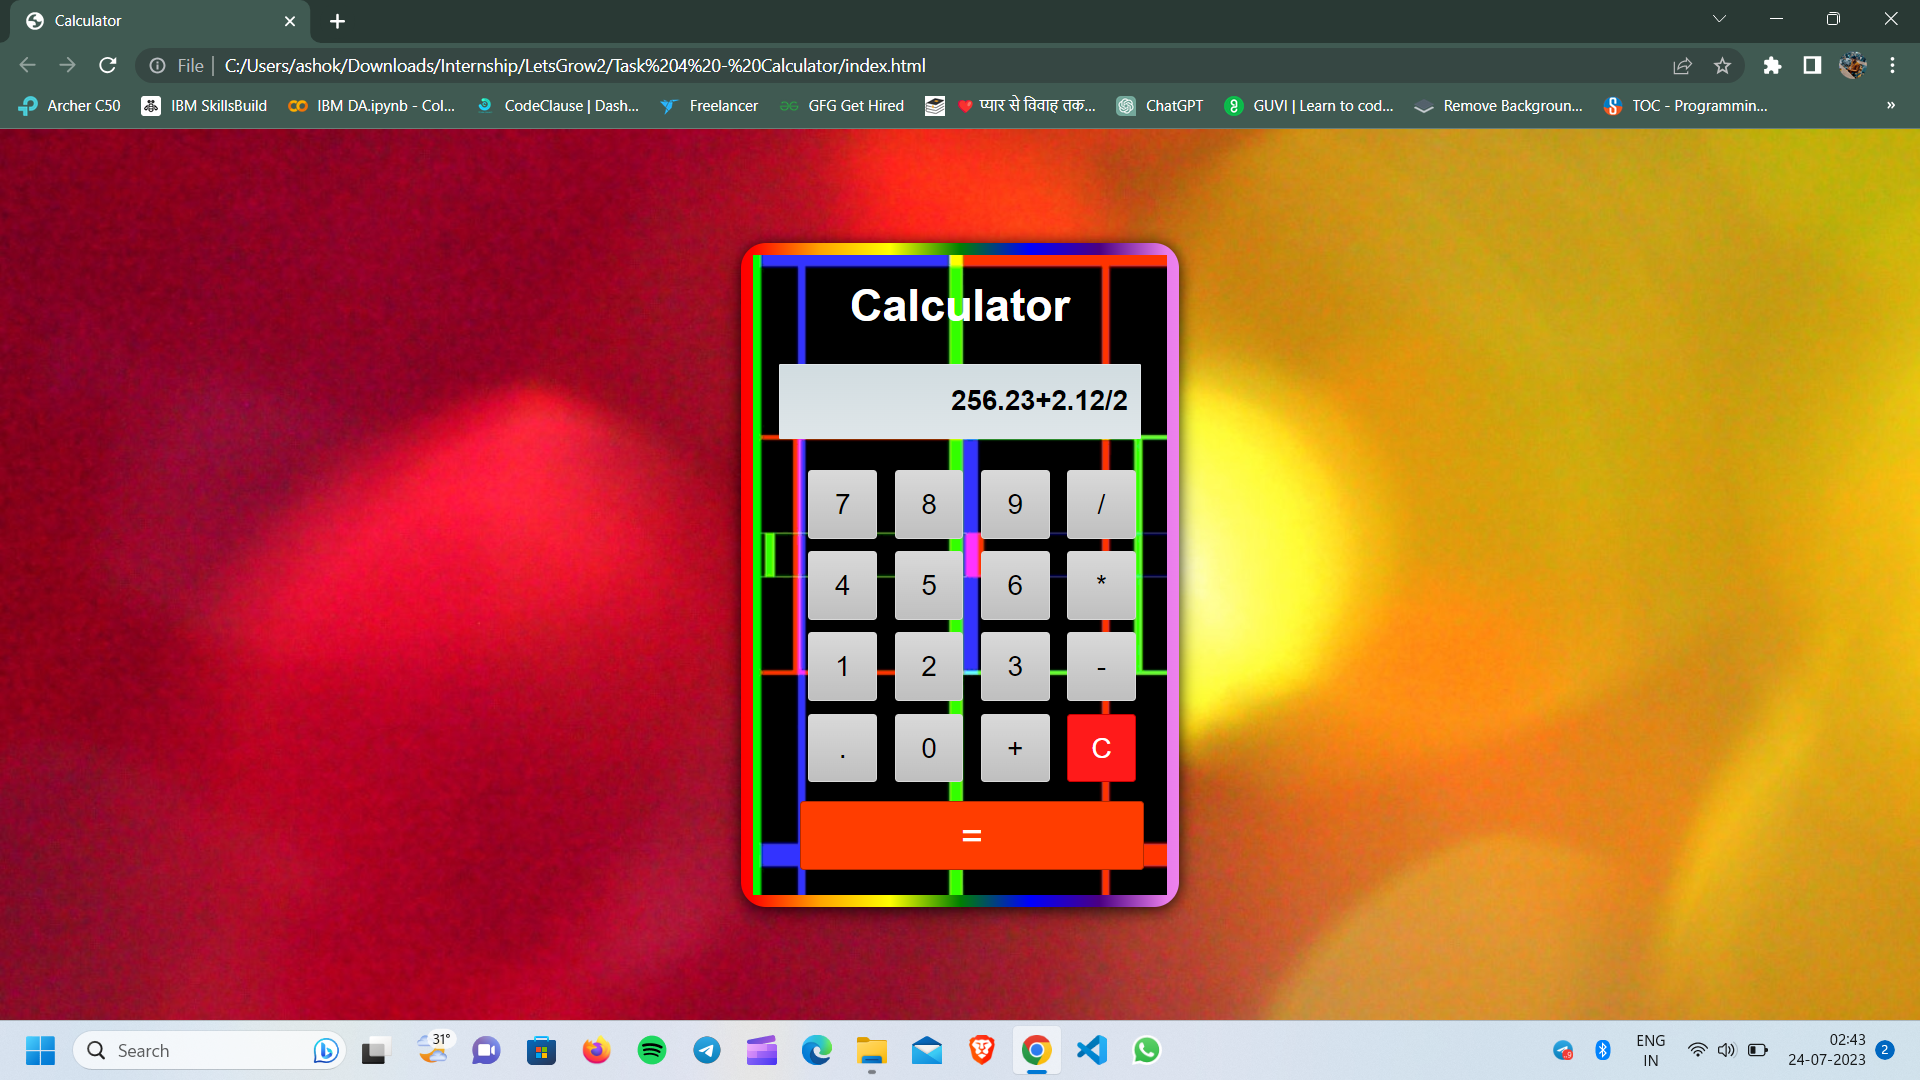 Calculator
File
C:/Users/ashok/Downloads/Internship/LetsGrow2/Task%204%20-%20Calculator/index.html
Archer C50
IBM SkillsBuild
IBM DA.ipynb - Col...
CodeClause | Dash...
Freelancer
GFG Get Hired
प्यार से विवाह तक...
ChatGPT
GUVI | Learn to cod...
Remove Backgroun...
TOC - Programmin...
»
Calculator
256.23+2.12/2
7 8 9 /
4 5 6 *
1 2 3 -
. 0 + C
=
Search
31°
ENG
IN
02:43
24-07-2023
2